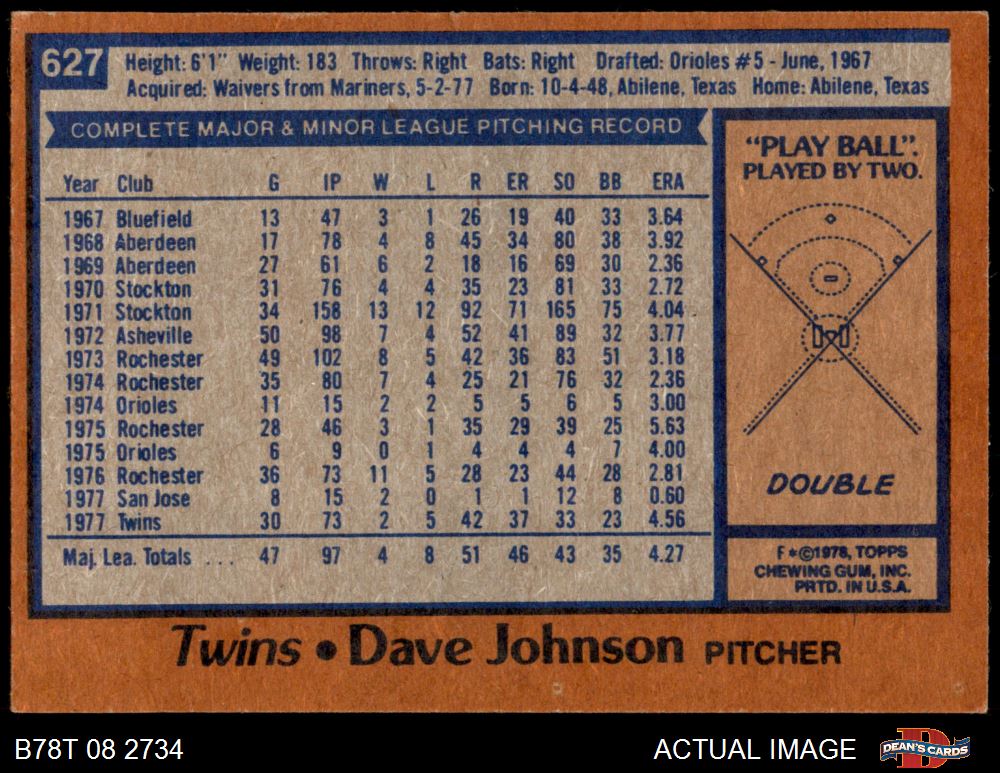 627
Height: 6'1" Weight: 183 Throws: Right Bats: Right Drafted: Orioles #5 - June, 1967
Acquired: Waivers from Mariners, 5-2-77 Born: 10-4-48, Abilene, Texas Home: Abilene, Texas
COMPLETE MAJOR & MINOR LEAGUE PITCHING RECORD
Year Club G IP W L R ER SO BB ERA
1967 Bluefield 13 47 3 1 26 19 40 33 3.64
1968 Aberdeen 17 78 4 8 45 34 80 38 3.92
1969 Aberdeen 27 61 6 2 18 16 69 30 2.36
1970 Stockton 31 76 4 4 35 23 81 33 2.72
1971 Stockton 34 158 13 12 92 71 165 75 4.04
1972 Asheville 50 98 7 4 52 41 89 32 3.77
1973 Rochester 49 102 8 5 42 36 83 51 3.18
1974 Rochester 35 80 7 4 25 21 76 32 2.36
1974 Orioles 11 15 2 2 5 5 6 5 3.00
1975 Rochester 28 46 3 1 35 29 39 25 5.63
1975 Orioles 6 9 0 1 4 4 4 7 4.00
1976 Rochester 36 73 11 5 28 23 44 28 2.81
1977 San Jose 8 15 2 0 1 1 12 8 0.60
1977 Twins 30 73 2 5 42 37 33 23 4.56
Maj. Lea. Totals ... 47 97 4 8 51 46 43 35 4.27
"PLAY BALL".
PLAYED BY TWO.
DOUBLE
F * ©1978, TOPPS
CHEWING GUM, INC.
PRTD. IN U.S.A.
Twins • Dave Johnson PITCHER
B78T 08 2734
ACTUAL IMAGE
DEAN'S CARDS